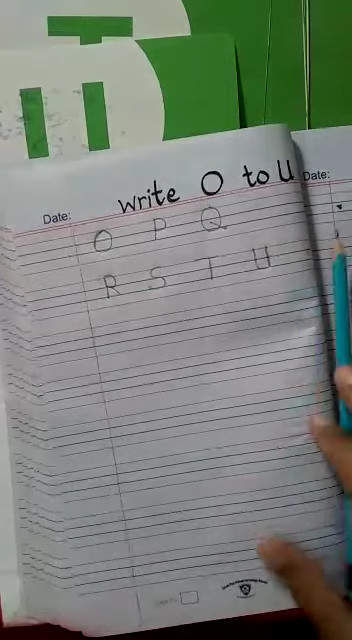 write O to U
Date:
Date:
O P Q
R S T U